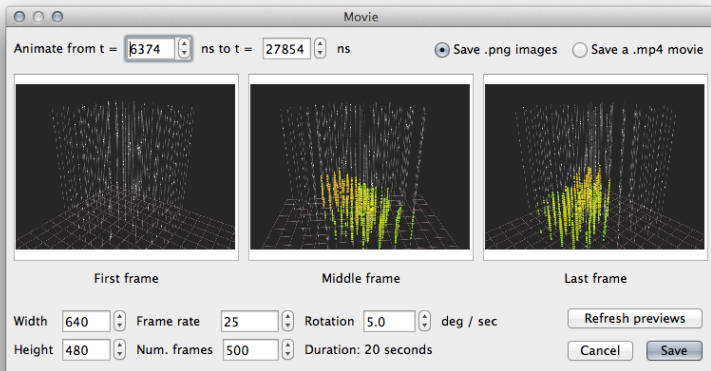 Movie
Animate from t = 6374 ns to t = 27854 ns Save .png images Save a .mp4 movie
First frame Middle frame Last frame
Width 640 Frame rate 25 Rotation 5.0 deg / sec Refresh previews
Height 480 Num. frames 500 Duration: 20 seconds Cancel Save